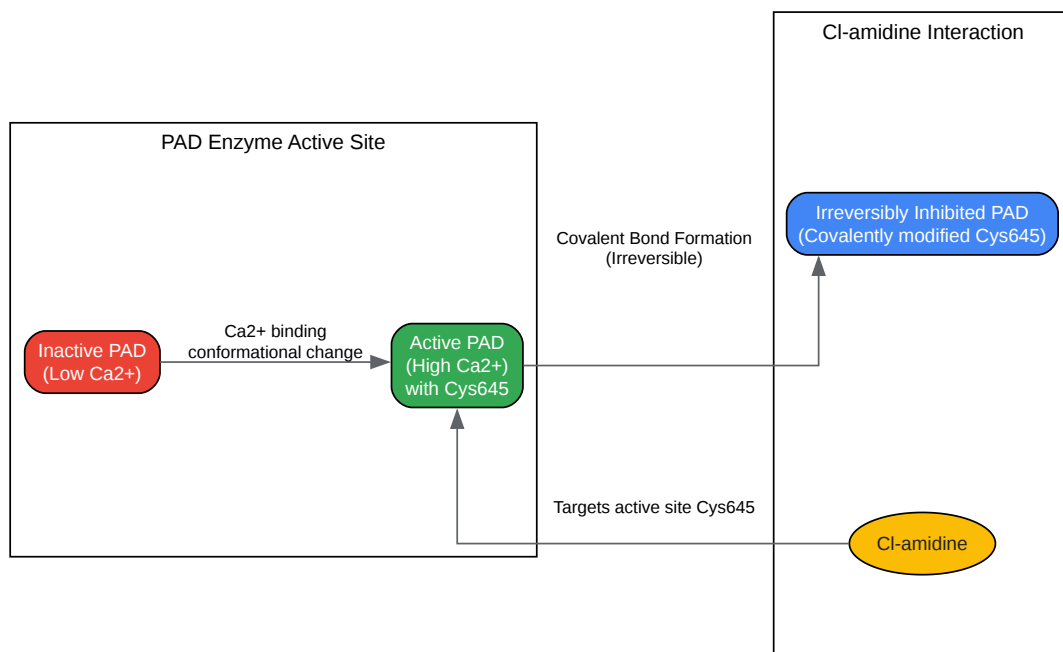 Cl-amidine Interaction
PAD Enzyme Active Site
Irreversibly Inhibited PAD
(Covalently modified Cys645)
Covalent Bond Formation
(Irreversible)
Inactive PAD
(Low Ca2+)
Ca2+ binding
conformational change
Active PAD
(High Ca2+)
with Cys645
Targets active site Cys645
Cl-amidine